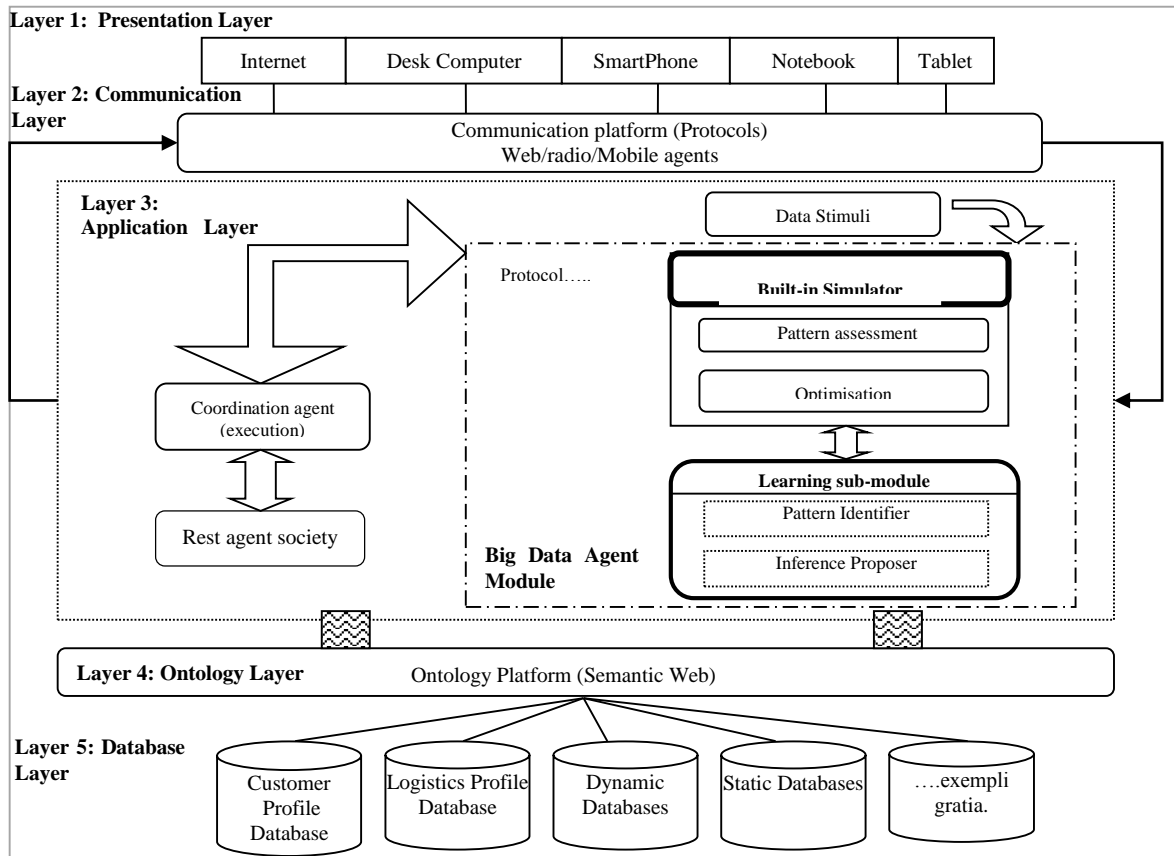 Layer 1: Presentation Layer
Internet
Desk Computer
SmartPhone
Notebook
Tablet
Layer 2: Communication
Layer
Communication platform (Protocols)
Web/radio/Mobile agents
Layer 3:
Application Layer
Data Stimuli
Protocol…..
Built-in Simulator
Pattern assessment
Optimisation
Coordination agent
(execution)
Rest agent society
Learning sub-module
Pattern Identifier
Inference Proposer
Big Data Agent
Module
Layer 4: Ontology Layer
Ontology Platform (Semantic Web)
Layer 5: Database
Layer
Customer
Profile
Database
Logistics Profile
Database
Dynamic
Databases
Static Databases
….exempli
gratia.